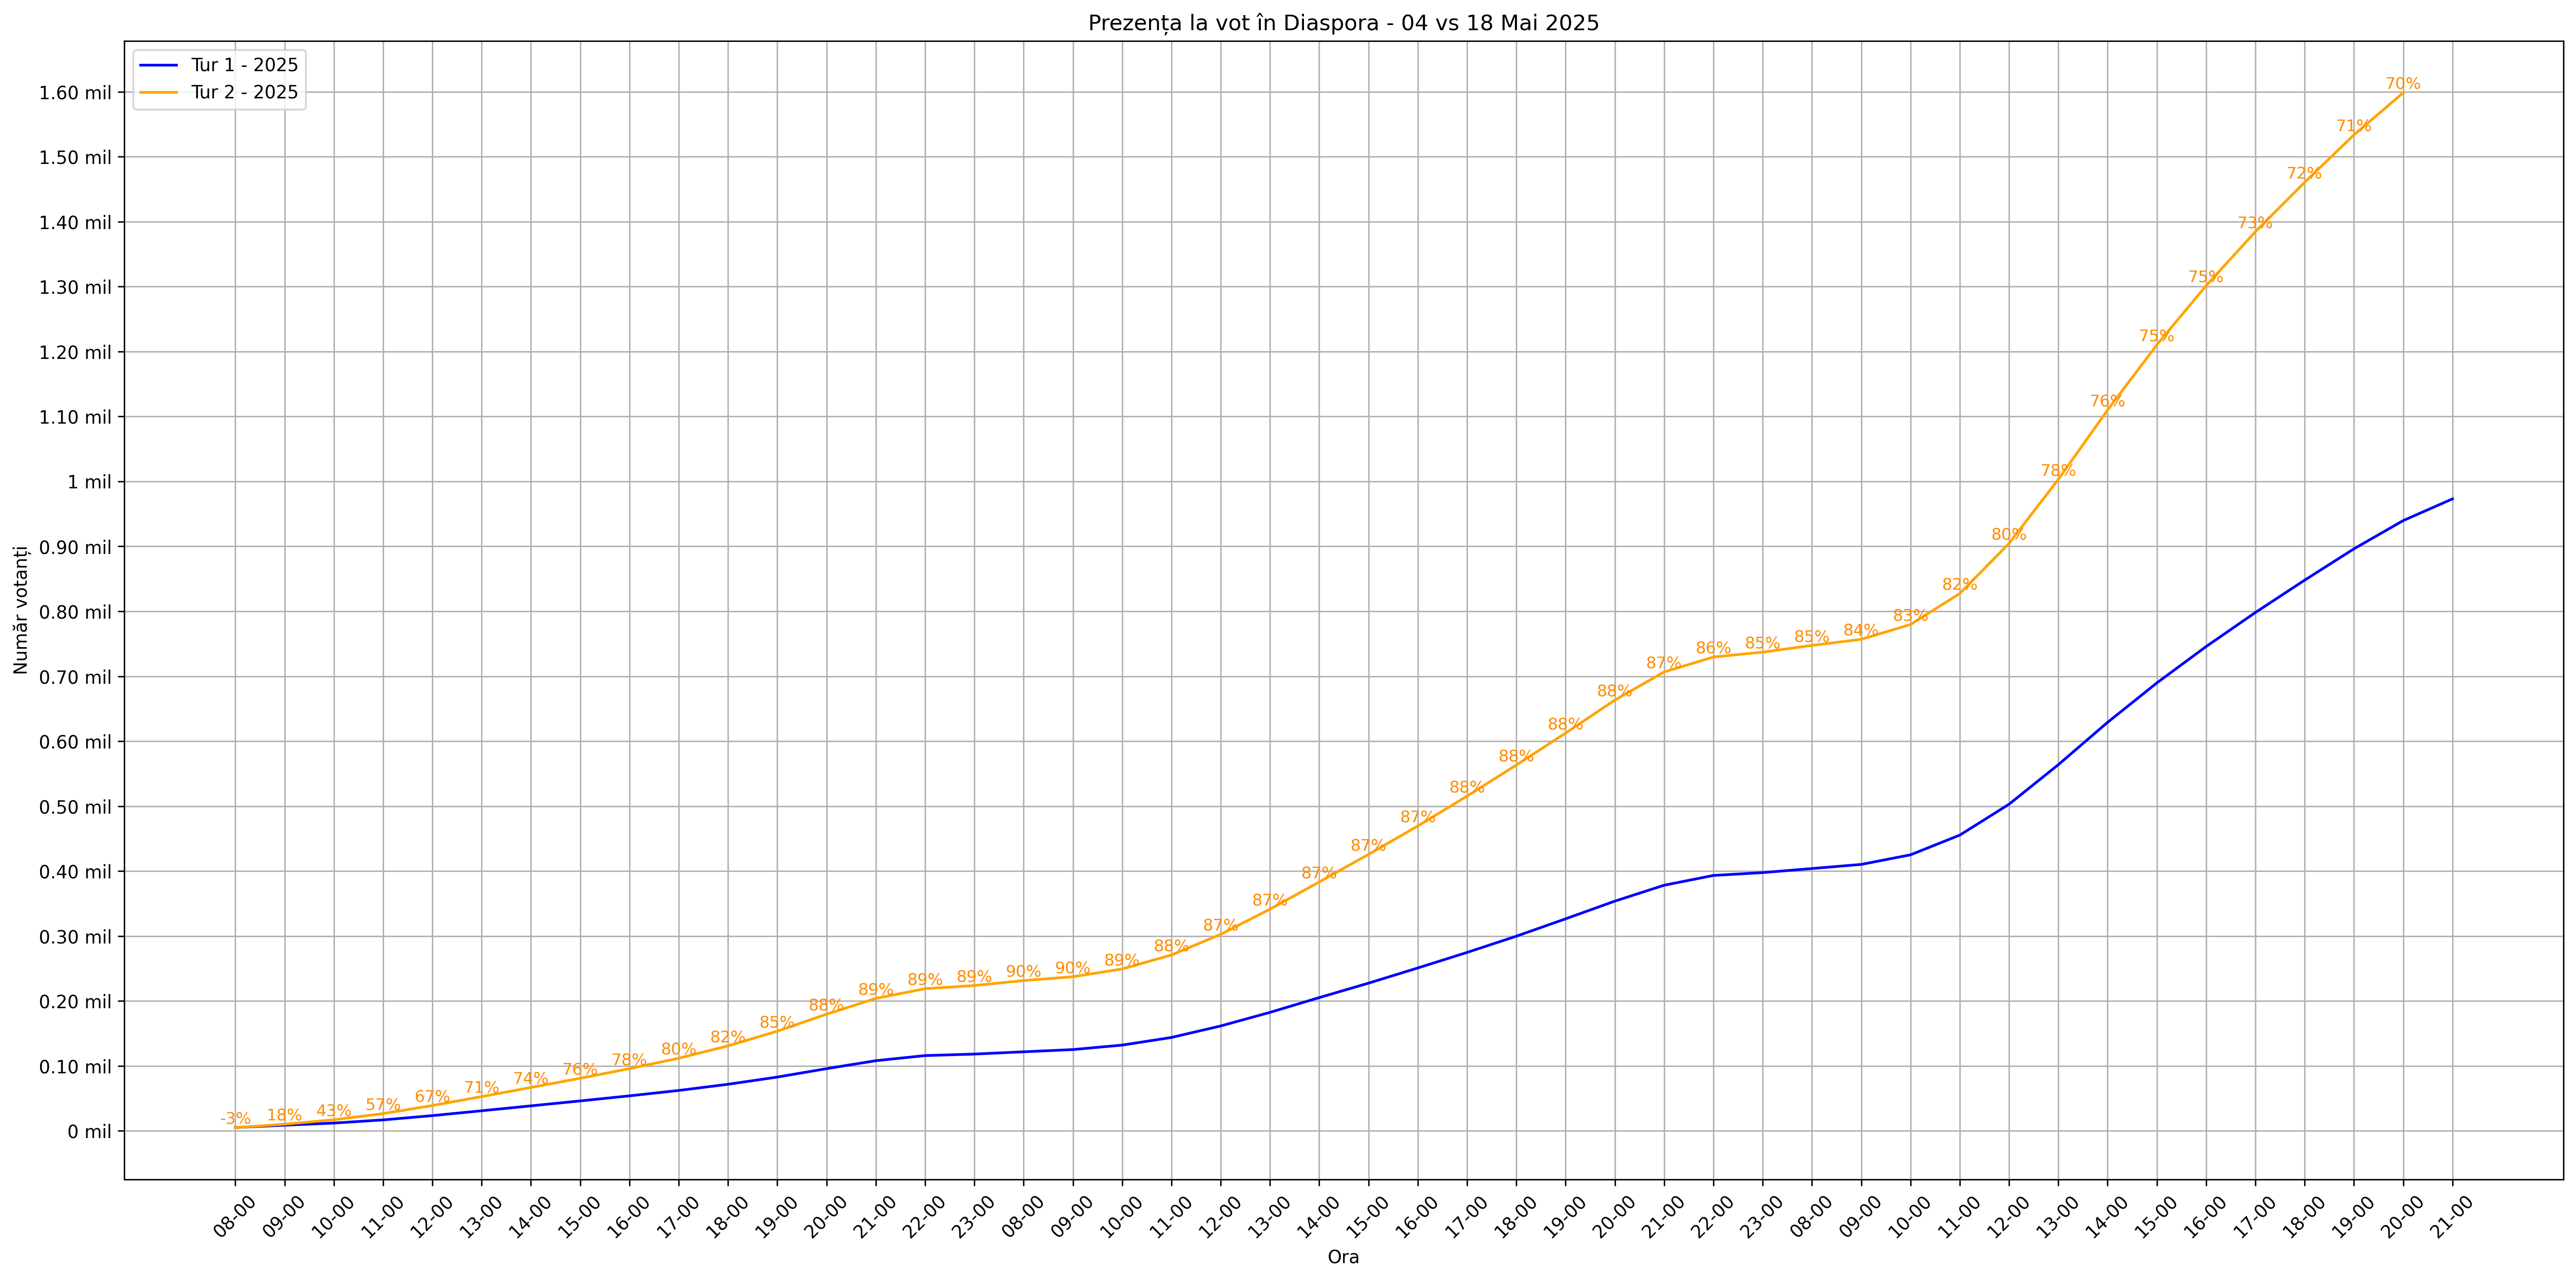 Prezența la vot în Diaspora - 04 vs 18 Mai 2025
Tur 1 - 2025
Tur 2 - 2025
Număr votanți
1.60 mil
1.50 mil
1.40 mil
1.30 mil
1.20 mil
1.10 mil
1 mil
0.90 mil
0.80 mil
0.70 mil
0.60 mil
0.50 mil
0.40 mil
0.30 mil
0.20 mil
0.10 mil
0 mil
-3% 18% 43% 57% 67% 71% 74% 76% 78% 80% 82% 85% 88% 89% 89% 89% 90% 90% 89% 88% 87% 87% 87% 87% 87% 88% 88% 88% 88% 87% 86% 85% 85% 84% 83% 82% 80% 78% 76% 75% 75% 73% 72% 71% 70%
08-00 09-00 10-00 11-00 12-00 13-00 14-00 15-00 16-00 17-00 18-00 19-00 20-00 21-00 22-00 23-00 08-00 09-00 10-00 11-00 12-00 13-00 14-00 15-00 16-00 17-00 18-00 19-00 20-00 21-00 22-00 23-00 08-00 09-00 10-00 11-00 12-00 13-00 14-00 15-00 16-00 17-00 18-00 19-00 20-00 21-00
Ora